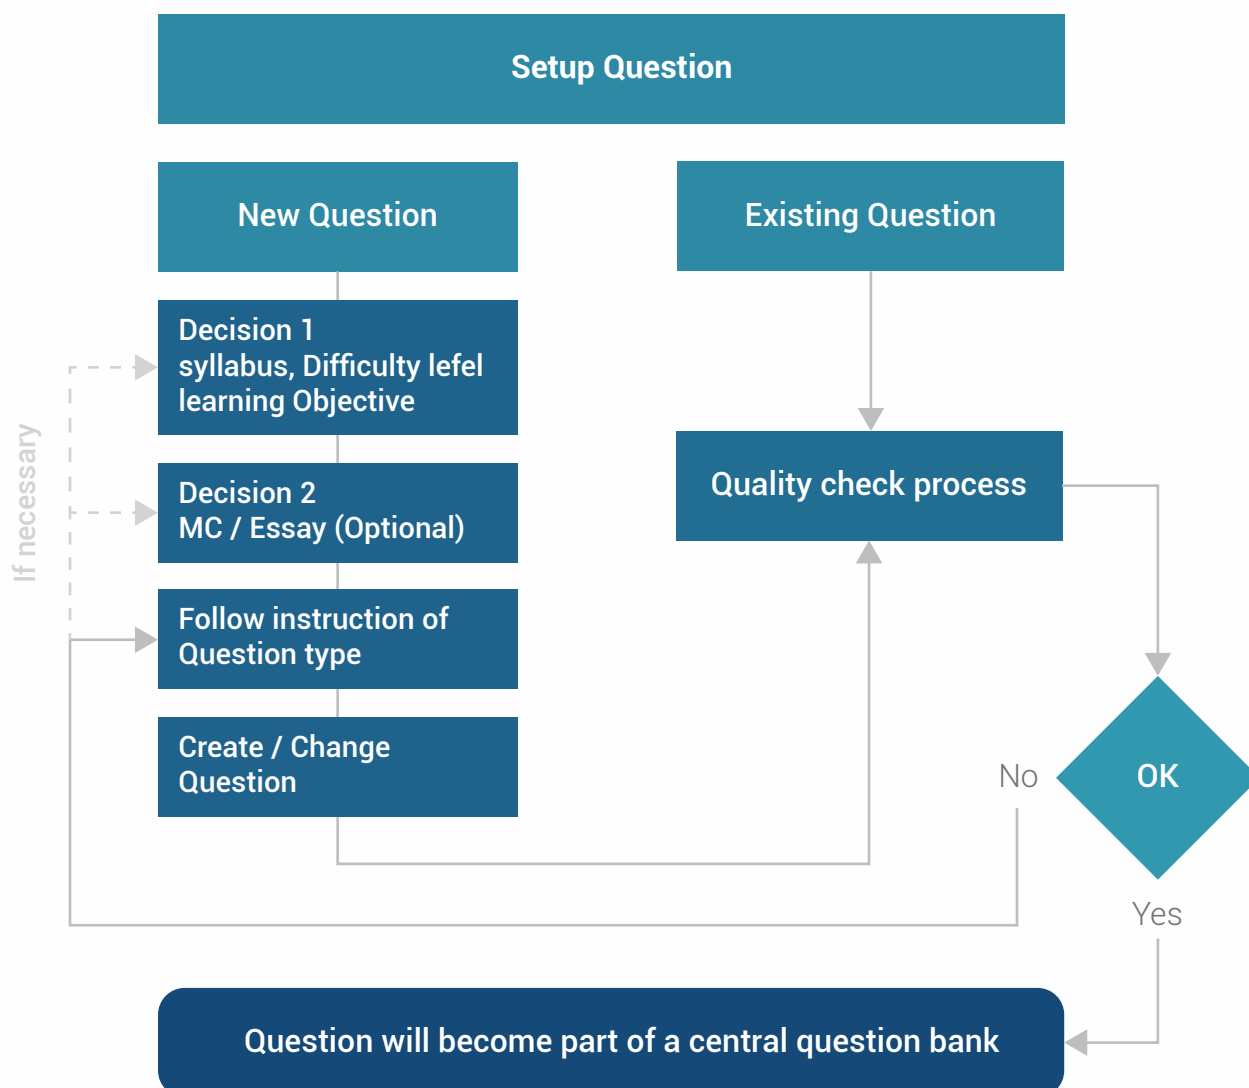 Setup Question
New Question
Existing Question
Decision 1
syllabus, Difficulty lefel
learning Objective
If necessary
Decision 2
MC / Essay (Optional)
Quality check process
Follow instruction of
Question type
Create / Change
Question
No
OK
Yes
Question will become part of a central question bank